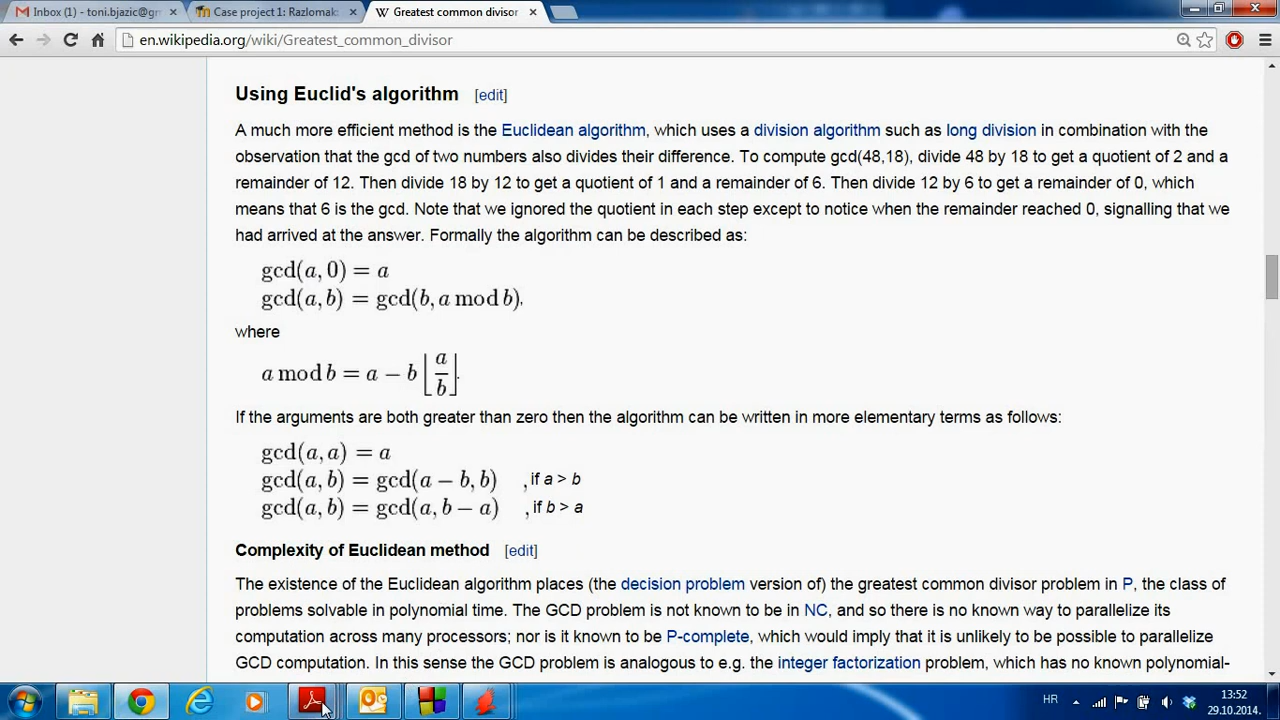 Inbox (1) - toni.bjazic@gm
Case project 1: Razlomak
W Greatest common divisor
en.wikipedia.org/wiki/Greatest_common_divisor
Using Euclid's algorithm [edit]
A much more efficient method is the Euclidean algorithm, which uses a division algorithm such as long division in combination with the
observation that the gcd of two numbers also divides their difference. To compute gcd(48,18), divide 48 by 18 to get a quotient of 2 and a
remainder of 12. Then divide 18 by 12 to get a quotient of 1 and a remainder of 6. Then divide 12 by 6 to get a remainder of 0, which
means that 6 is the gcd. Note that we ignored the quotient in each step except to notice when the remainder reached 0, signalling that we
had arrived at the answer. Formally the algorithm can be described as:
gcd(a, 0) = a
gcd(a, b) = gcd(b, a mod b),
where
a mod b = a − b ⌊a/b⌋.
If the arguments are both greater than zero then the algorithm can be written in more elementary terms as follows:
gcd(a, a) = a
gcd(a, b) = gcd(a − b, b) , if a > b
gcd(a, b) = gcd(a, b − a) , if b > a
Complexity of Euclidean method [edit]
The existence of the Euclidean algorithm places (the decision problem version of) the greatest common divisor problem in P, the class of
problems solvable in polynomial time. The GCD problem is not known to be in NC, and so there is no known way to parallelize its
computation across many processors; nor is it known to be P-complete, which would imply that it is unlikely to be possible to parallelize
GCD computation. In this sense the GCD problem is analogous to e.g. the integer factorization problem, which has no known polynomial-
HR
13:52
29.10.2014.